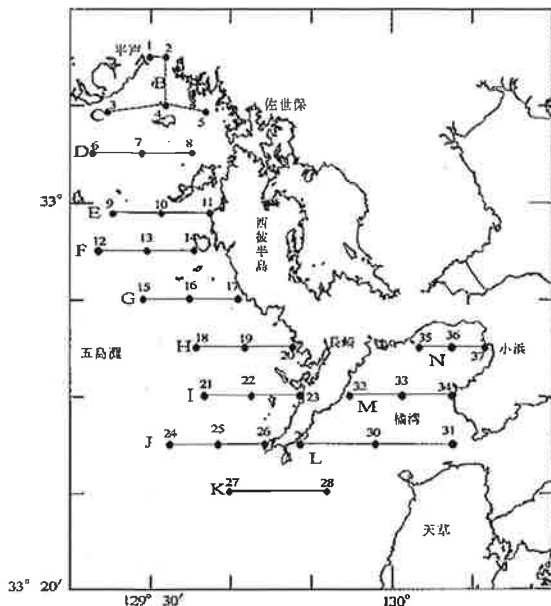 平戸
1 2
B
佐世保
C 3 4 5
D 6 7 8
33°
E 9 10 11
西彼半島
F 12 13 14
G 15 16 17
五島灘
H 18 19 20
長崎
35 36 37
N
小浜
I 21 22 23
32 33 34
M
橘湾
J 24 25 26
29 30 31
L
K 27 28
天草
33° 20′
129° 30′
130°